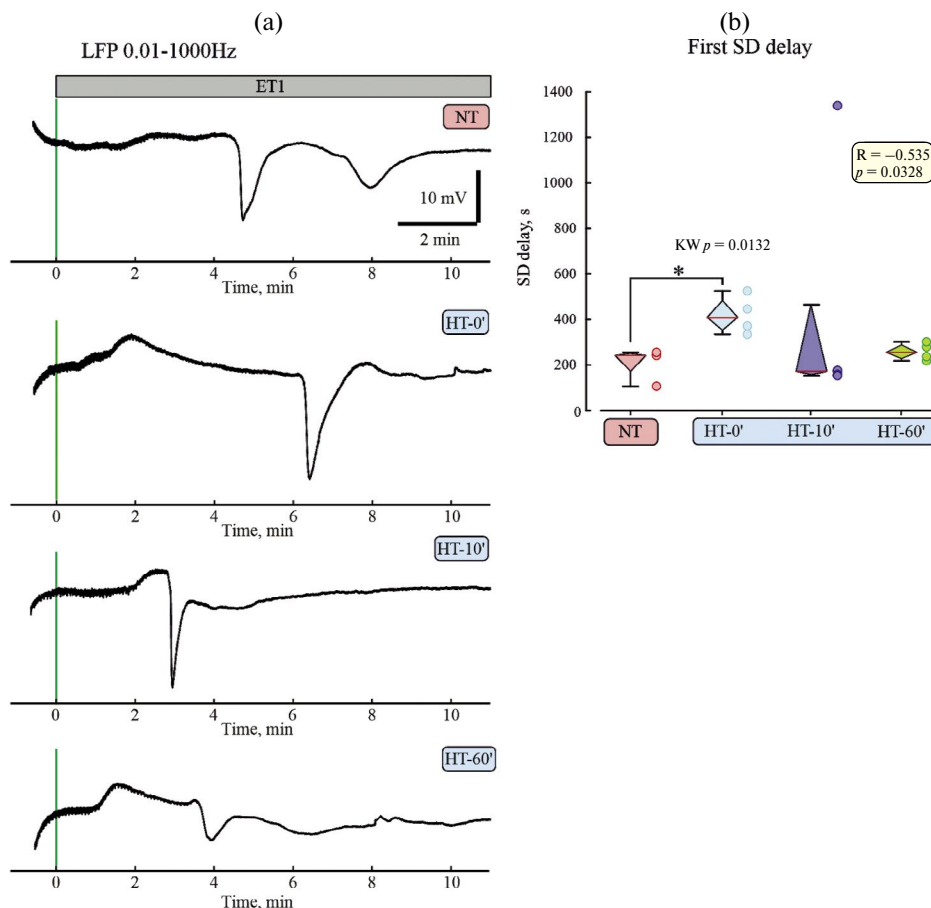 (a)
LFP 0.01-1000Hz
ET1
NT
10 mV
2 min
0 2 4 6 8 10
Time, min
HT-0'
0 2 4 6 8 10
Time, min
HT-10'
0 2 4 6 8 10
Time, min
HT-60'
0 2 4 6 8 10
Time, min
(b)
First SD delay
SD delay, s
1400
1200
1000
800
600
400
200
0
R = −0.535
p = 0.0328
KW p = 0.0132
*
NT HT-0' HT-10' HT-60'